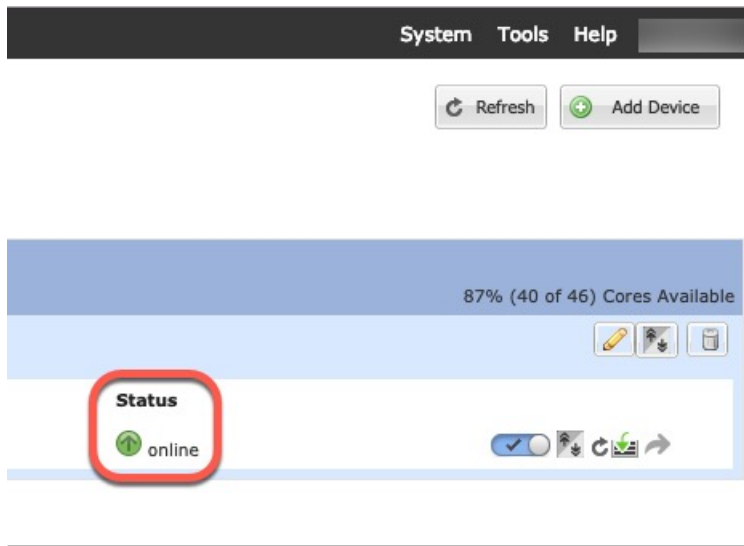 System Tools Help
Refresh Add Device
87% (40 of 46) Cores Available
Status
online